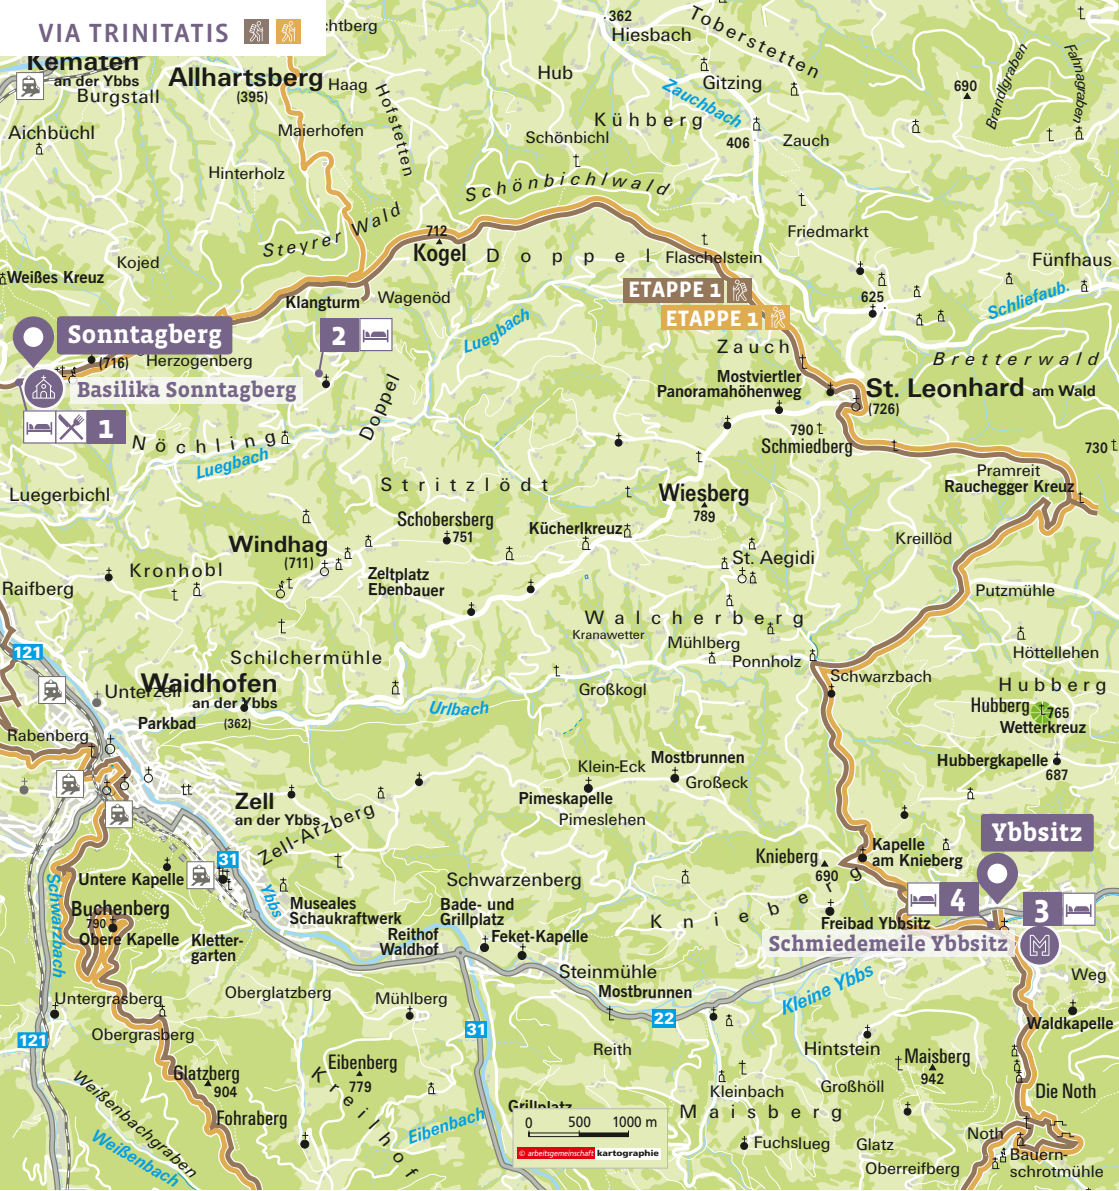 VIA TRINITATIS
362
Hiesbach
Toberstetten
Kematen
an der Ybbs
Burgstall
Allhartsberg
(395)
Haag
Hofstetten
Hub
Gitzing
Zauchbach
690
Brandlgraben
Fahnagraben
Aichbüchl
Maierhofen
Kühberg
Schönbichl
406
Zauch
Hinterholz
Schönbichlwald
Steyrer Wald
712
Kogel
Doppel
Flaschelstein
Friedmarkt
Kojed
Weißes Kreuz
Klangturm
Wagenöd
ETAPPE 1
ETAPPE 1
625
Fünfhaus
Schliefaub.
Sonntagberg
2
Luegbach
Zauch
Bretterwald
(716)
Herzogenberg
Basilika Sonntagberg
Mostviertler
Panoramahöhenweg
St. Leonhard am Wald
(726)
1
Doppel
Nöchling
Luegbach
790
Schmiedberg
730
Luegerbichl
Stritzlödt
Pramreit
Rauchegger Kreuz
Wiesberg
789
Schobersberg
751
Kücherlkreuz
Kreillöd
Windhag
(711)
Kronhobl
St. Aegidi
Raifberg
Zeltplatz
Ebenbauer
Putzmühle
Walcherberg
Kranawetter
Mühlberg
Ponnholz
121
Schilchermühle
Höttellehen
Schwarzbach
Hubberg
Waidhofen
an der Ybbs
(362)
Unterzell
Parkbad
Rabenberg
Urlbach
Großkogl
Hubberg
765
Wetterkreuz
Mostbrunnen
Klein-Eck
Großeck
Hubbergkapelle
687
Pimeskapelle
Pimeslehen
Zell
an der Ybbs
Zell-Arzberg
Ybbsitz
Knieberg
690
Kapelle
am Knieberg
31
Untere Kapelle
Schwarzenberg
Knieberg
4
3
Schwarzbach
Buchenberg
790
Obere Kapelle
Kletter-
garten
Ybbs
Museales
Schaukraftwerk
Bade- und
Grillplatz
Reithof
Waldhof
Feket-Kapelle
Freibad Ybbsitz
Schmiedemeile Ybbsitz
Steinmühle
Mostbrunnen
Kleine Ybbs
Weg
Untergrasberg
Oberglatzberg
Mühlberg
22
Waldkapelle
121
Obergrasberg
31
Reith
Hintstein
Maisberg
942
Glatzberg
904
Eibenberg
779
Kleinbach
Großhöll
Die Noth
Weißenbachgraben
Fohraberg
Kreilhof
Grillplatz
Maisberg
Weißenbach
Eibenbach
0 500 1000 m
Fuchslueg
Glatz
Noth
© arbeitsgemeinschaft kartographie
Oberreifberg
Bauern-
schrotmühle